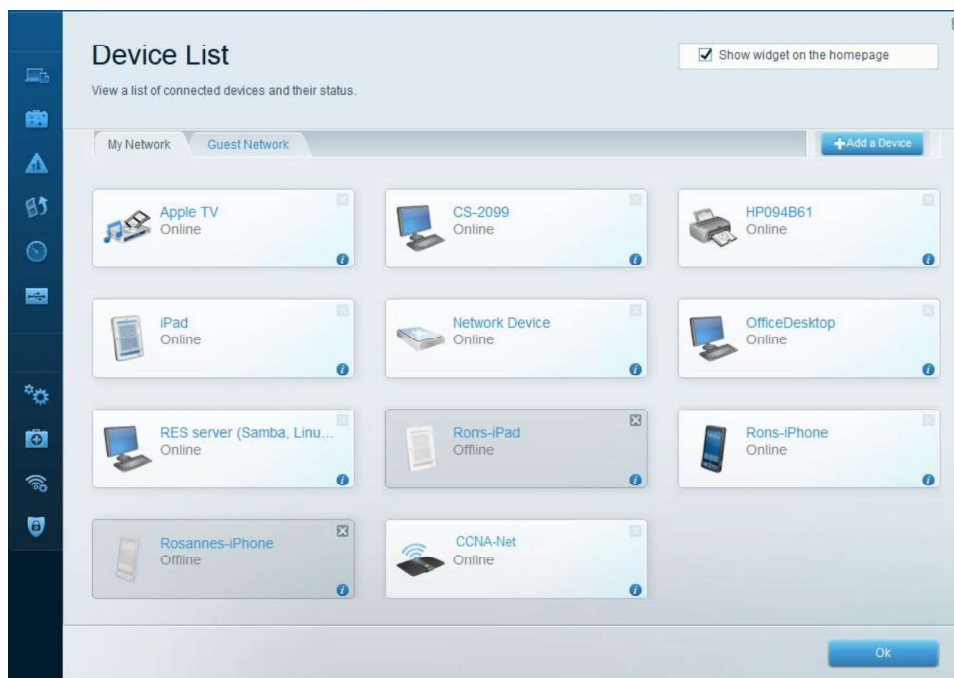 Device List
Show widget on the homepage
View a list of connected devices and their status.
My Network
Guest Network
Add a Device
Apple TV
Online
CS-2099
Online
HP094B61
Online
iPad
Online
Network Device
Online
OfficeDesktop
Online
RES server (Samba, Linu...
Online
Rons-iPad
Offline
Rons-iPhone
Online
Rosannes-iPhone
Offline
CCNA-Net
Online
Ok